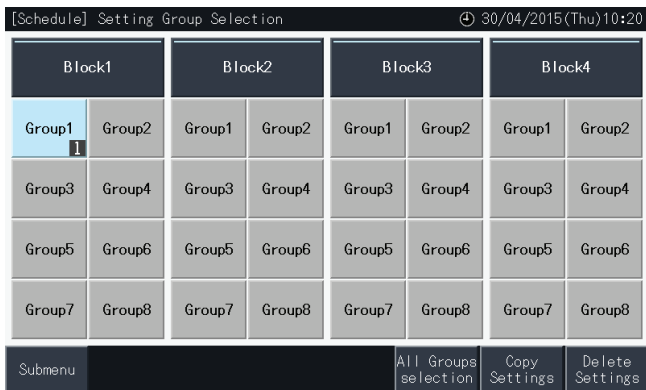 [Schedule] Setting Group Selection 30/04/2015(Thu)10:20
Block1 Block2 Block3 Block4
Group1 Group2 Group1 Group2 Group1 Group2 Group1 Group2
1
Group3 Group4 Group3 Group4 Group3 Group4 Group3 Group4
Group5 Group6 Group5 Group6 Group5 Group6 Group5 Group6
Group7 Group8 Group7 Group8 Group7 Group8 Group7 Group8
Submenu
All Groups
selection
Copy
Settings
Delete
Settings